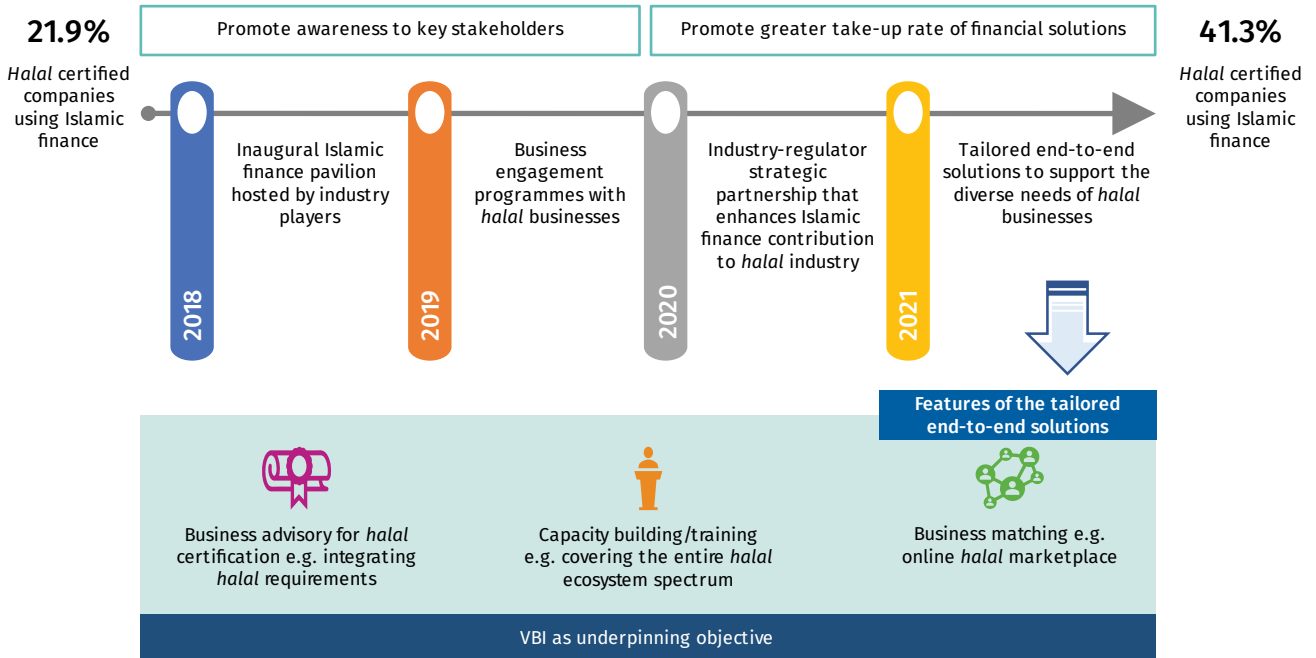 21.9%
Halal certified
companies
using Islamic
finance
Promote awareness to key stakeholders
Promote greater take-up rate of financial solutions
41.3%
Halal certified
companies
using Islamic
finance
2018
Inaugural Islamic
finance pavilion
hosted by industry
players
2019
Business
engagement
programmes with
halal businesses
2020
Industry-regulator
strategic
partnership that
enhances Islamic
finance contribution
to halal industry
2021
Tailored end-to-end
solutions to support the
diverse needs of halal
businesses
Features of the tailored
end-to-end solutions
Business advisory for halal
certification e.g. integrating
halal requirements
Capacity building/training
e.g. covering the entire halal
ecosystem spectrum
Business matching e.g.
online halal marketplace
VBI as underpinning objective